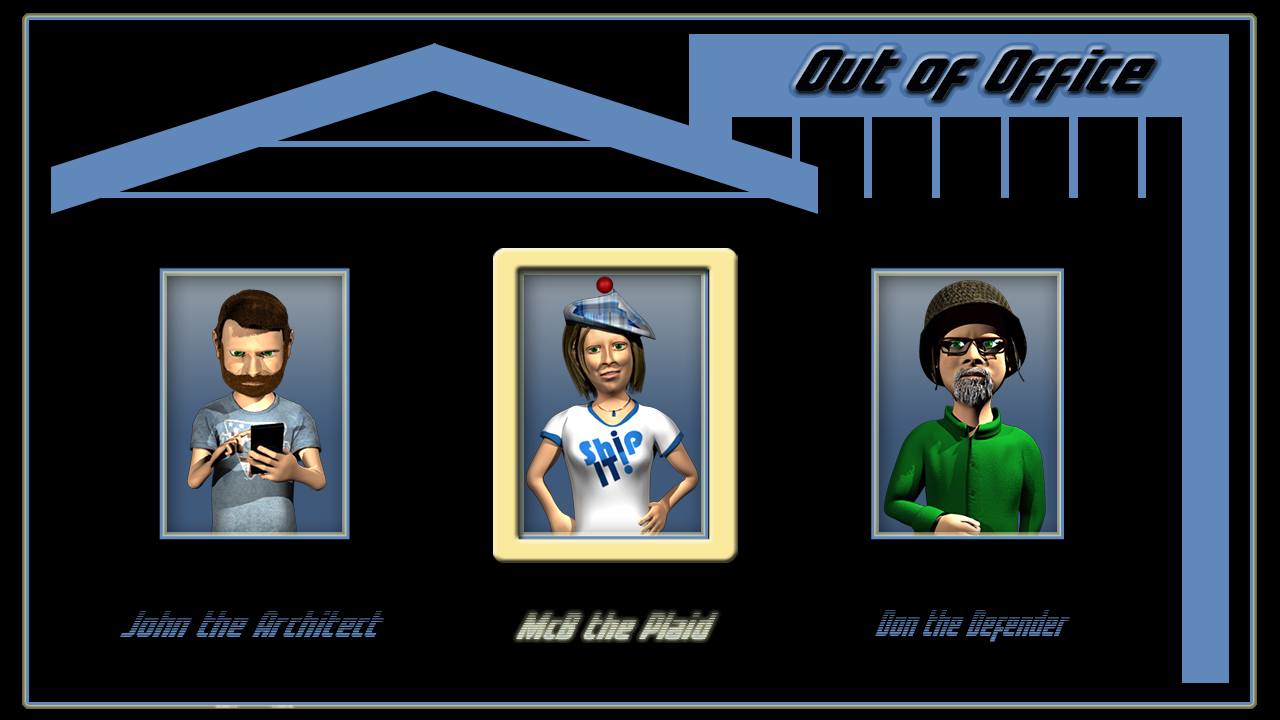 Out of Office
Ship
IT!
John the Architect
McB the Plaid
Don the Defender